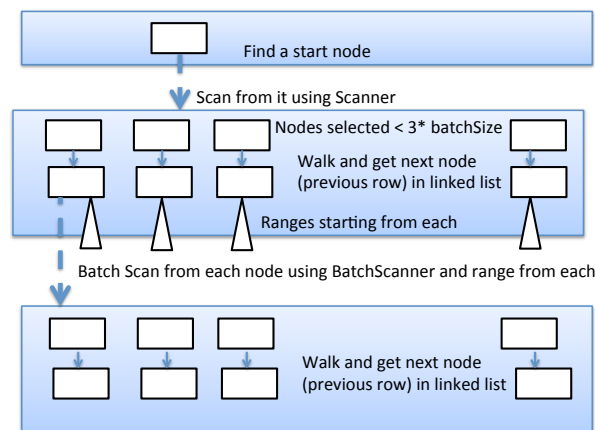 Find a start node
Scan from it using Scanner
Nodes selected < 3* batchSize
Walk and get next node
(previous row) in linked list
Ranges starting from each
Batch Scan from each node using BatchScanner and range from each
Walk and get next node
(previous row) in linked list